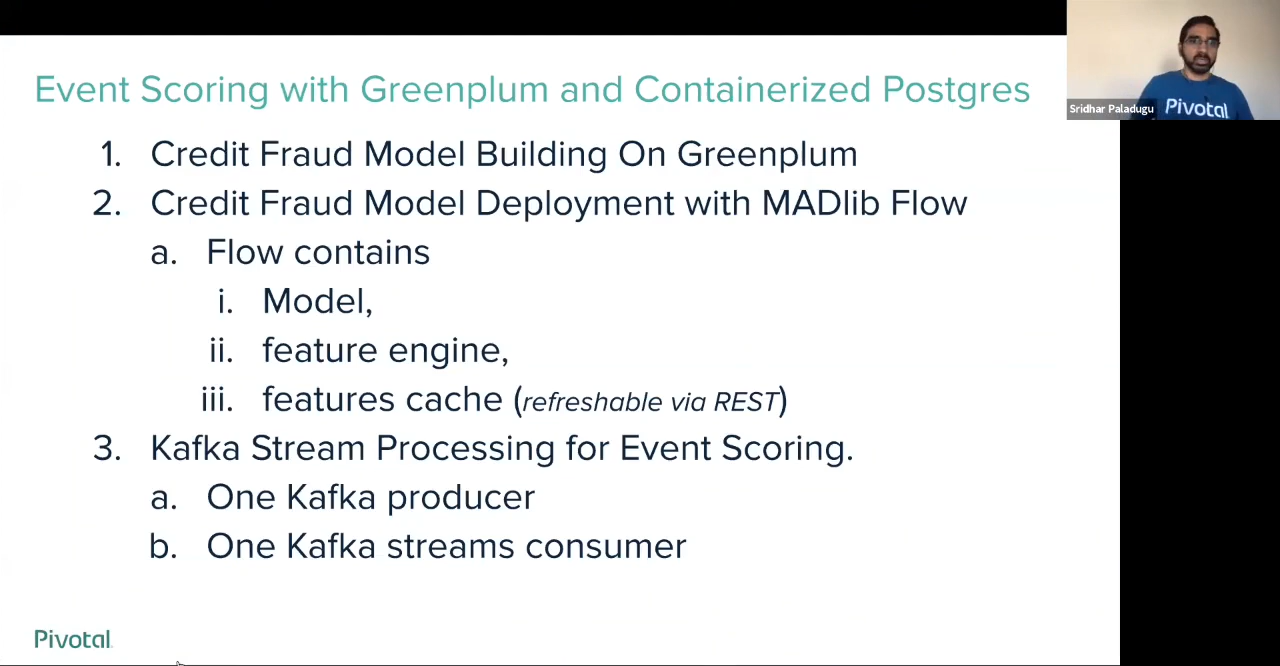 Event Scoring with Greenplum and Containerized Postgres
1. Credit Fraud Model Building On Greenplum
2. Credit Fraud Model Deployment with MADlib Flow
a. Flow contains
i. Model,
ii. feature engine,
iii. features cache (refreshable via REST)
3. Kafka Stream Processing for Event Scoring.
a. One Kafka producer
b. One Kafka streams consumer
Pivotal
Sridhar Paladugu
Pivotal